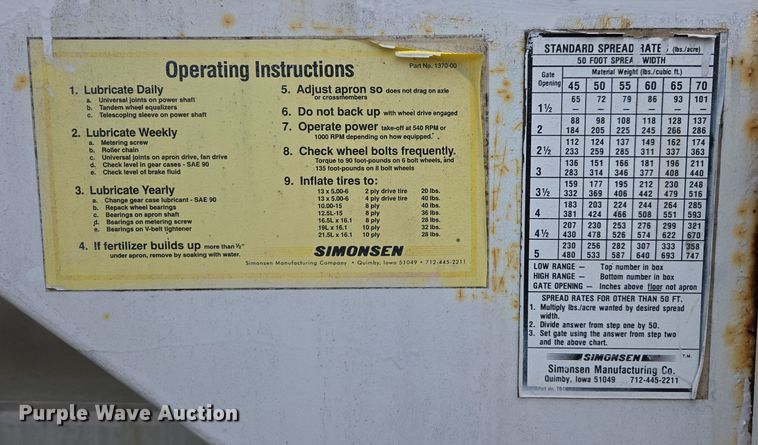 Operating Instructions
Part No. 1370-00
1. Lubricate Daily
a. Universal joints on power shaft
b. Tandem wheel equalizers
c. Telescoping sleeve on power shaft
2. Lubricate Weekly
a. Metering screw
b. Roller chain
c. Universal joints on apron drive, fan drive
d. Check level in gear cases - SAE 90
e. Check level of brake fluid
3. Lubricate Yearly
a. Change gear case lubricant - SAE 90
b. Repack wheel bearings
c. Bearings on apron shaft
d. Bearings on metering screw
e. Bearings on V-belt tightener
4. If fertilizer builds up more than ½"
under apron, remove by soaking with water.
5. Adjust apron so does not drag on axle
or crossmembers
6. Do not back up with wheel drive engaged
7. Operate power take-off at 540 RPM or
1000 RPM depending on how equipped.
8. Check wheel bolts frequently.
Torque to 90 foot-pounds on 6 bolt wheels, and
135 foot-pounds on 8 bolt wheels.
9. Inflate tires to:
13 x 5.00-6 2 ply drive tire 20 lbs.
13 x 5.00-6 4 ply drive tire 40 lbs.
10.00-15 8 ply 40 lbs.
12.5L-15 8 ply 36 lbs.
16.5L x 16.1 8 ply 28 lbs.
19L x 16.1 10 ply 32 lbs.
21.5L x 16.1 10 ply 28 lbs.
SIMONSEN
Simonsen Manufacturing Company • Quimby, Iowa 51049 • 712-445-2211
STANDARD SPREAD RATE (lbs./acre)
50 FOOT SPREA WIDTH
Gate Opening
Material Weight (lbs./cubic ft.)
45 50 55 60 65 70
1½ 65 72 79 86 93 101
88 98 108 118 128 137
2 184 205 225 245 266 286
112 124 137 149 162 174
2½ 233 259 285 311 337 363
136 151 166 181 196 211
3 283 314 346 377 408 440
159 177 195 212 230 248
3½ 332 369 406 442 479 516
183 203 224 244 264 285
4 381 424 466 508 551 593
207 230 253 276 299 321
4½ 430 478 526 574 622 670
230 256 282 307 333 358
5 480 533 587 640 693 747
LOW RANGE – Top number in box
HIGH RANGE – Bottom number in box
GATE OPENING – Inches above floor not apron
SPREAD RATES FOR OTHER THAN 50 FT.
1. Multiply lbs./acre wanted by desired spread
width.
2. Divide answer from step one by 50.
3. Set gate using the answer from step two
and the above chart.
SIMONSEN T.M.
Simonsen Manufacturing Co.
Quimby, Iowa 51049 712-445-2211
Purple Wave Auction